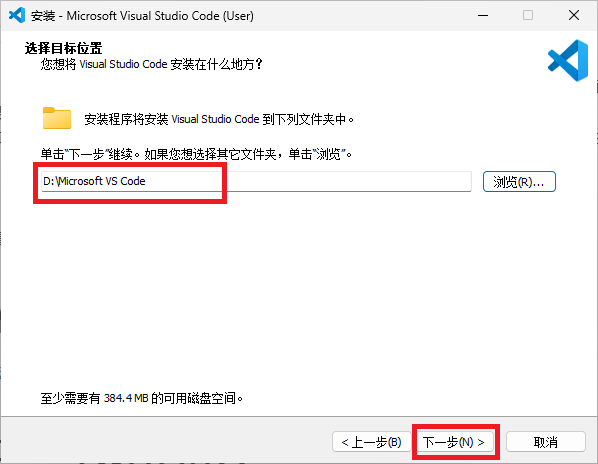 安装 - Microsoft Visual Studio Code (User)
选择目标位置
您想将 Visual Studio Code 安装在什么地方？
安装程序将安装 Visual Studio Code 到下列文件夹中。
单击“下一步”继续。如果您想选择其它文件夹，单击“浏览”。
D:\Microsoft VS Code
浏览(R)...
至少需要有 384.4 MB 的可用磁盘空间。
< 上一步(B) 下一步(N) > 取消